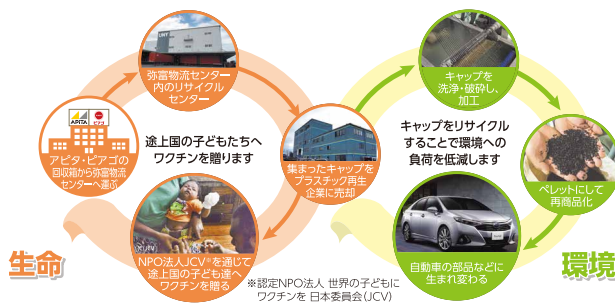 弥富物流センター
内のリサイクル
センター
APITA
ピアゴ
アピタ・ピアゴの
回収箱から弥富物流
センターへ運ぶ
途上国の子どもたちへ
ワクチンを贈ります
集まったキャップを
プラスチック再生
企業に売却
NPO法人JCV※を通じて
途上国の子ども達へ
ワクチンを贈る
生命
キャップを
洗浄・破砕し、
加工
キャップをリサイクル
することで環境への
負荷を低減します
ペレットにして
再商品化
自動車の部品などに
生まれ変わる
環境
※認定NPO法人 世界の子どもに
ワクチンを 日本委員会(JCV)